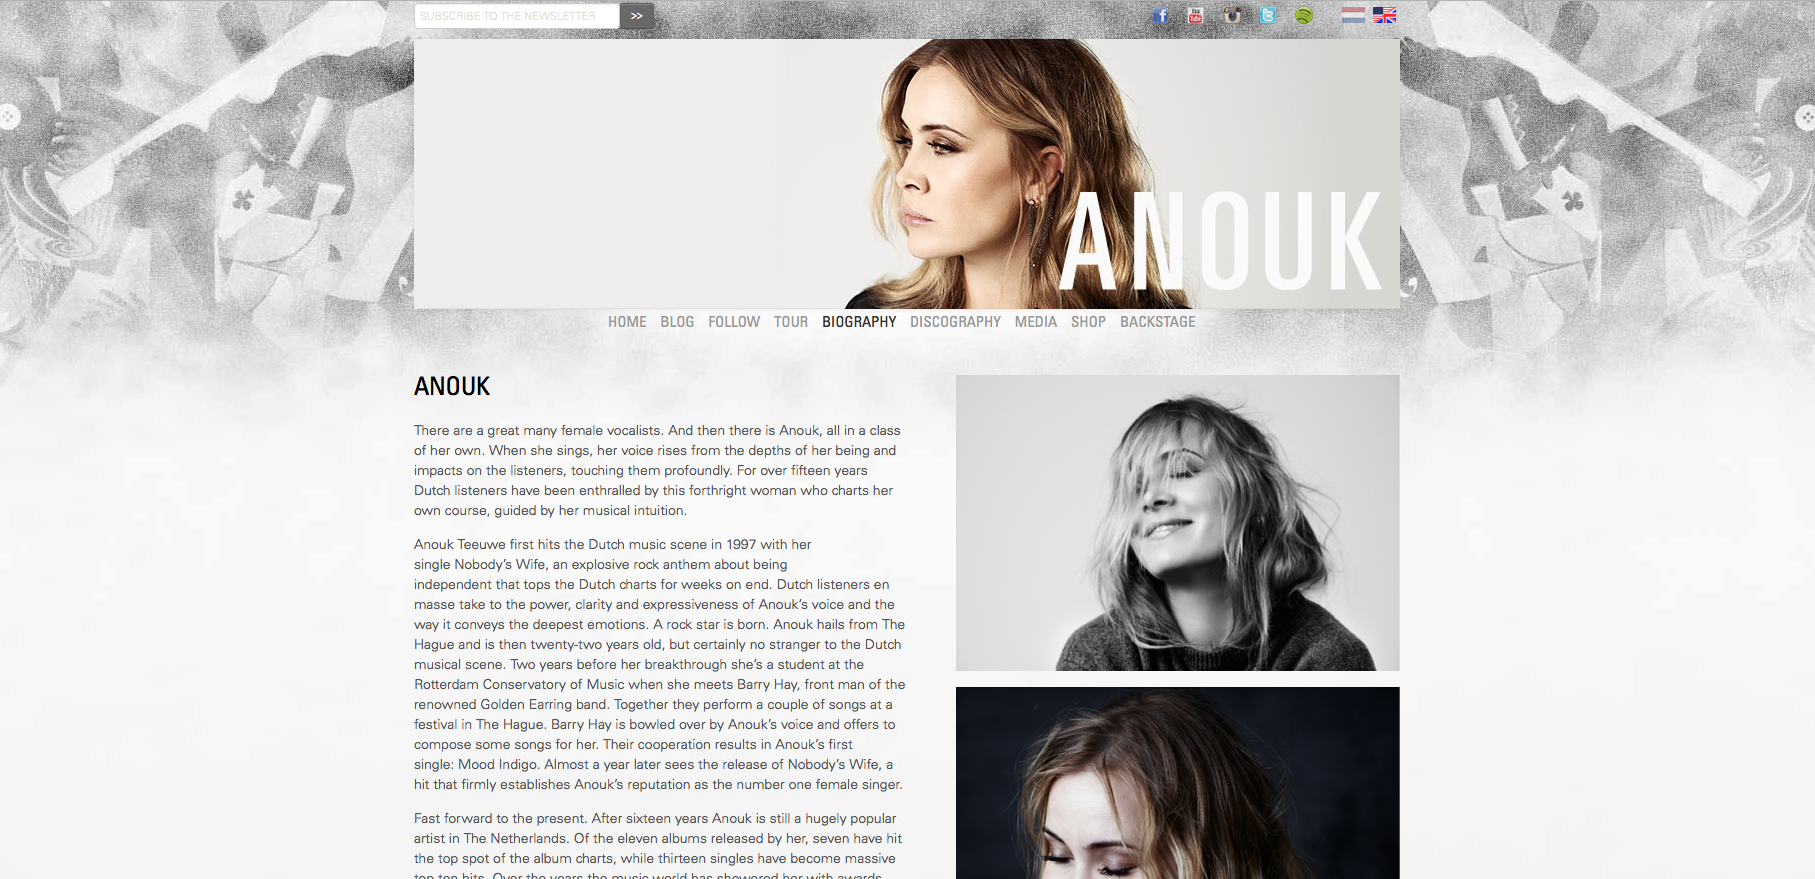 SUBSCRIBE TO THE NEWSLETTER >>
ANOUK
HOME BLOG FOLLOW TOUR BIOGRAPHY DISCOGRAPHY MEDIA SHOP BACKSTAGE
ANOUK
There are a great many female vocalists. And then there is Anouk, all in a class
of her own. When she sings, her voice rises from the depths of her being and
impacts on the listeners, touching them profoundly. For over fifteen years
Dutch listeners have been enthralled by this forthright woman who charts her
own course, guided by her musical intuition.
Anouk Teeuwe first hits the Dutch music scene in 1997 with her
single Nobody's Wife, an explosive rock anthem about being
independent that tops the Dutch charts for weeks on end. Dutch listeners en
masse take to the power, clarity and expressiveness of Anouk's voice and the
way it conveys the deepest emotions. A rock star is born. Anouk hails from The
Hague and is then twenty-two years old, but certainly no stranger to the Dutch
musical scene. Two years before her breakthrough she's a student at the
Rotterdam Conservatory of Music when she meets Barry Hay, front man of the
renowned Golden Earring band. Together they perform a couple of songs at a
festival in The Hague. Barry Hay is bowled over by Anouk's voice and offers to
compose some songs for her. Their cooperation results in Anouk's first
single: Mood Indigo. Almost a year later sees the release of Nobody's Wife, a
hit that firmly establishes Anouk's reputation as the number one female singer.
Fast forward to the present. After sixteen years Anouk is still a hugely popular
artist in The Netherlands. Of the eleven albums released by her, seven have hit
the top spot of the album charts, while thirteen singles have become massive
top ten hits. Over the years the music world has showered her with awards